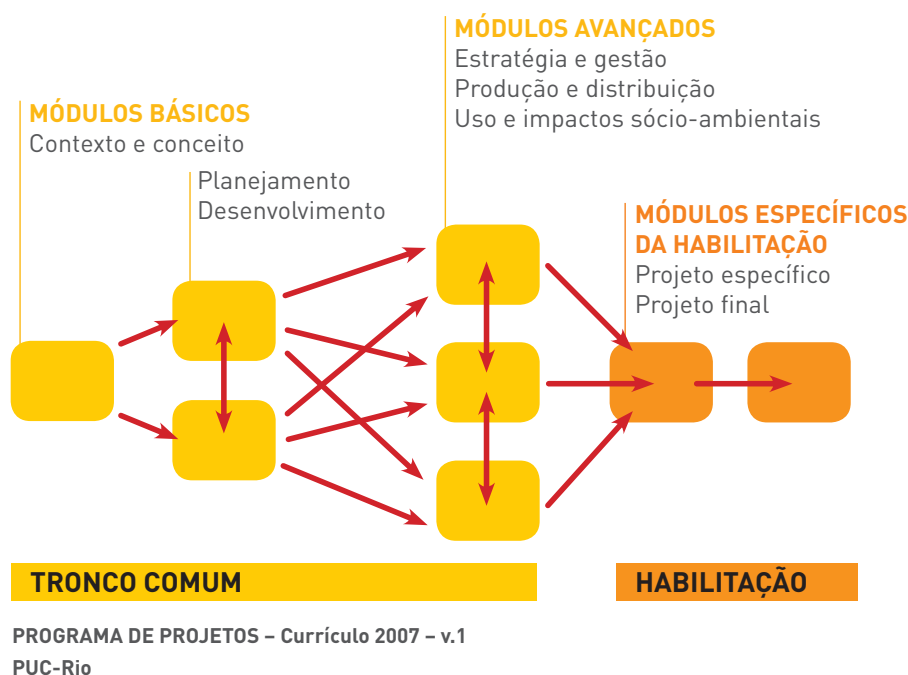 MÓDULOS AVANÇADOS
Estratégia e gestão
Produção e distribuição
Uso e impactos sócio-ambientais
MÓDULOS BÁSICOS
Contexto e conceito
Planejamento
Desenvolvimento
MÓDULOS ESPECÍFICOS
DA HABILITAÇÃO
Projeto específico
Projeto final
TRONCO COMUM
HABILITAÇÃO
PROGRAMA DE PROJETOS – Currículo 2007 – v.1
PUC-Rio